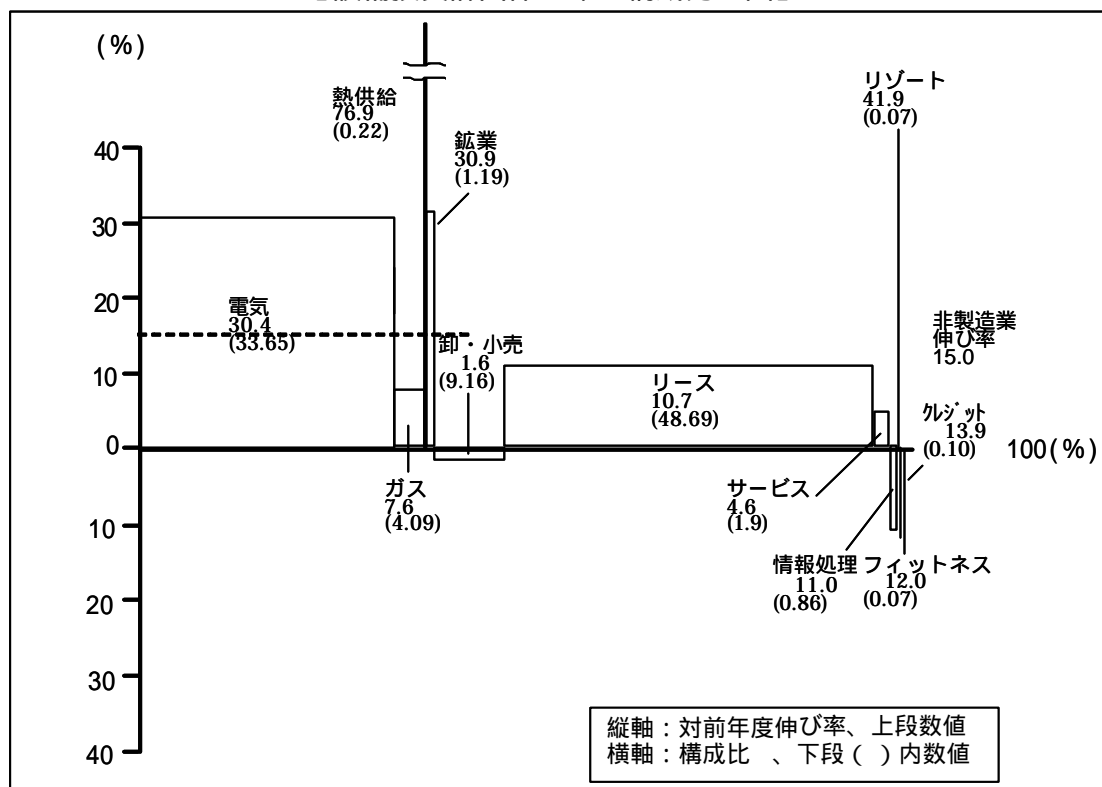 (%)
熱供給
76.9
(0.22)
鉱業
30.9
(1.19)
リゾート
41.9
(0.07)
40
30
20
10
0
10
20
30
40
電気
30.4
(33.65)
卸・小売
1.6
(9.16)
リース
10.7
(48.69)
非製造業
伸び率
15.0
クレジット
13.9
(0.10)
100(%)
ガス
7.6
(4.09)
サービス
4.6
(1.9)
情報処理
11.0
(0.86)
フィットネス
12.0
(0.07)
縦軸:対前年度伸び率、上段数値
横軸:構成比 、下段( )内数値